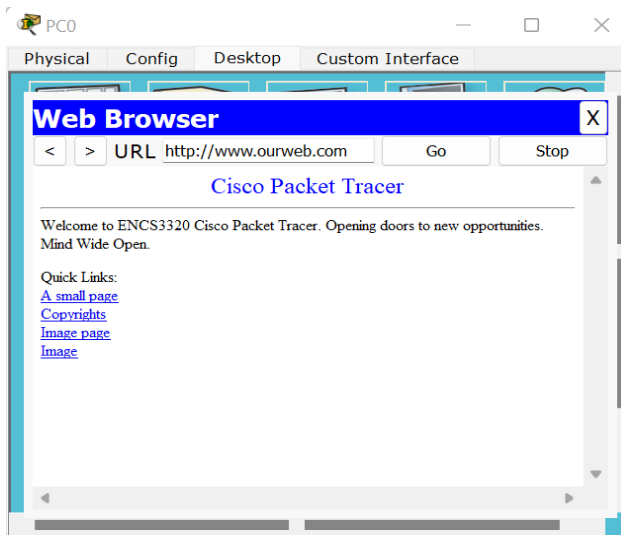 PC0
Physical Config Desktop Custom Interface
Web Browser X
< > URL http://www.ourweb.com Go Stop
Cisco Packet Tracer
Welcome to ENCS3320 Cisco Packet Tracer. Opening doors to new opportunities.
Mind Wide Open.
Quick Links:
A small page
Copyrights
Image page
Image